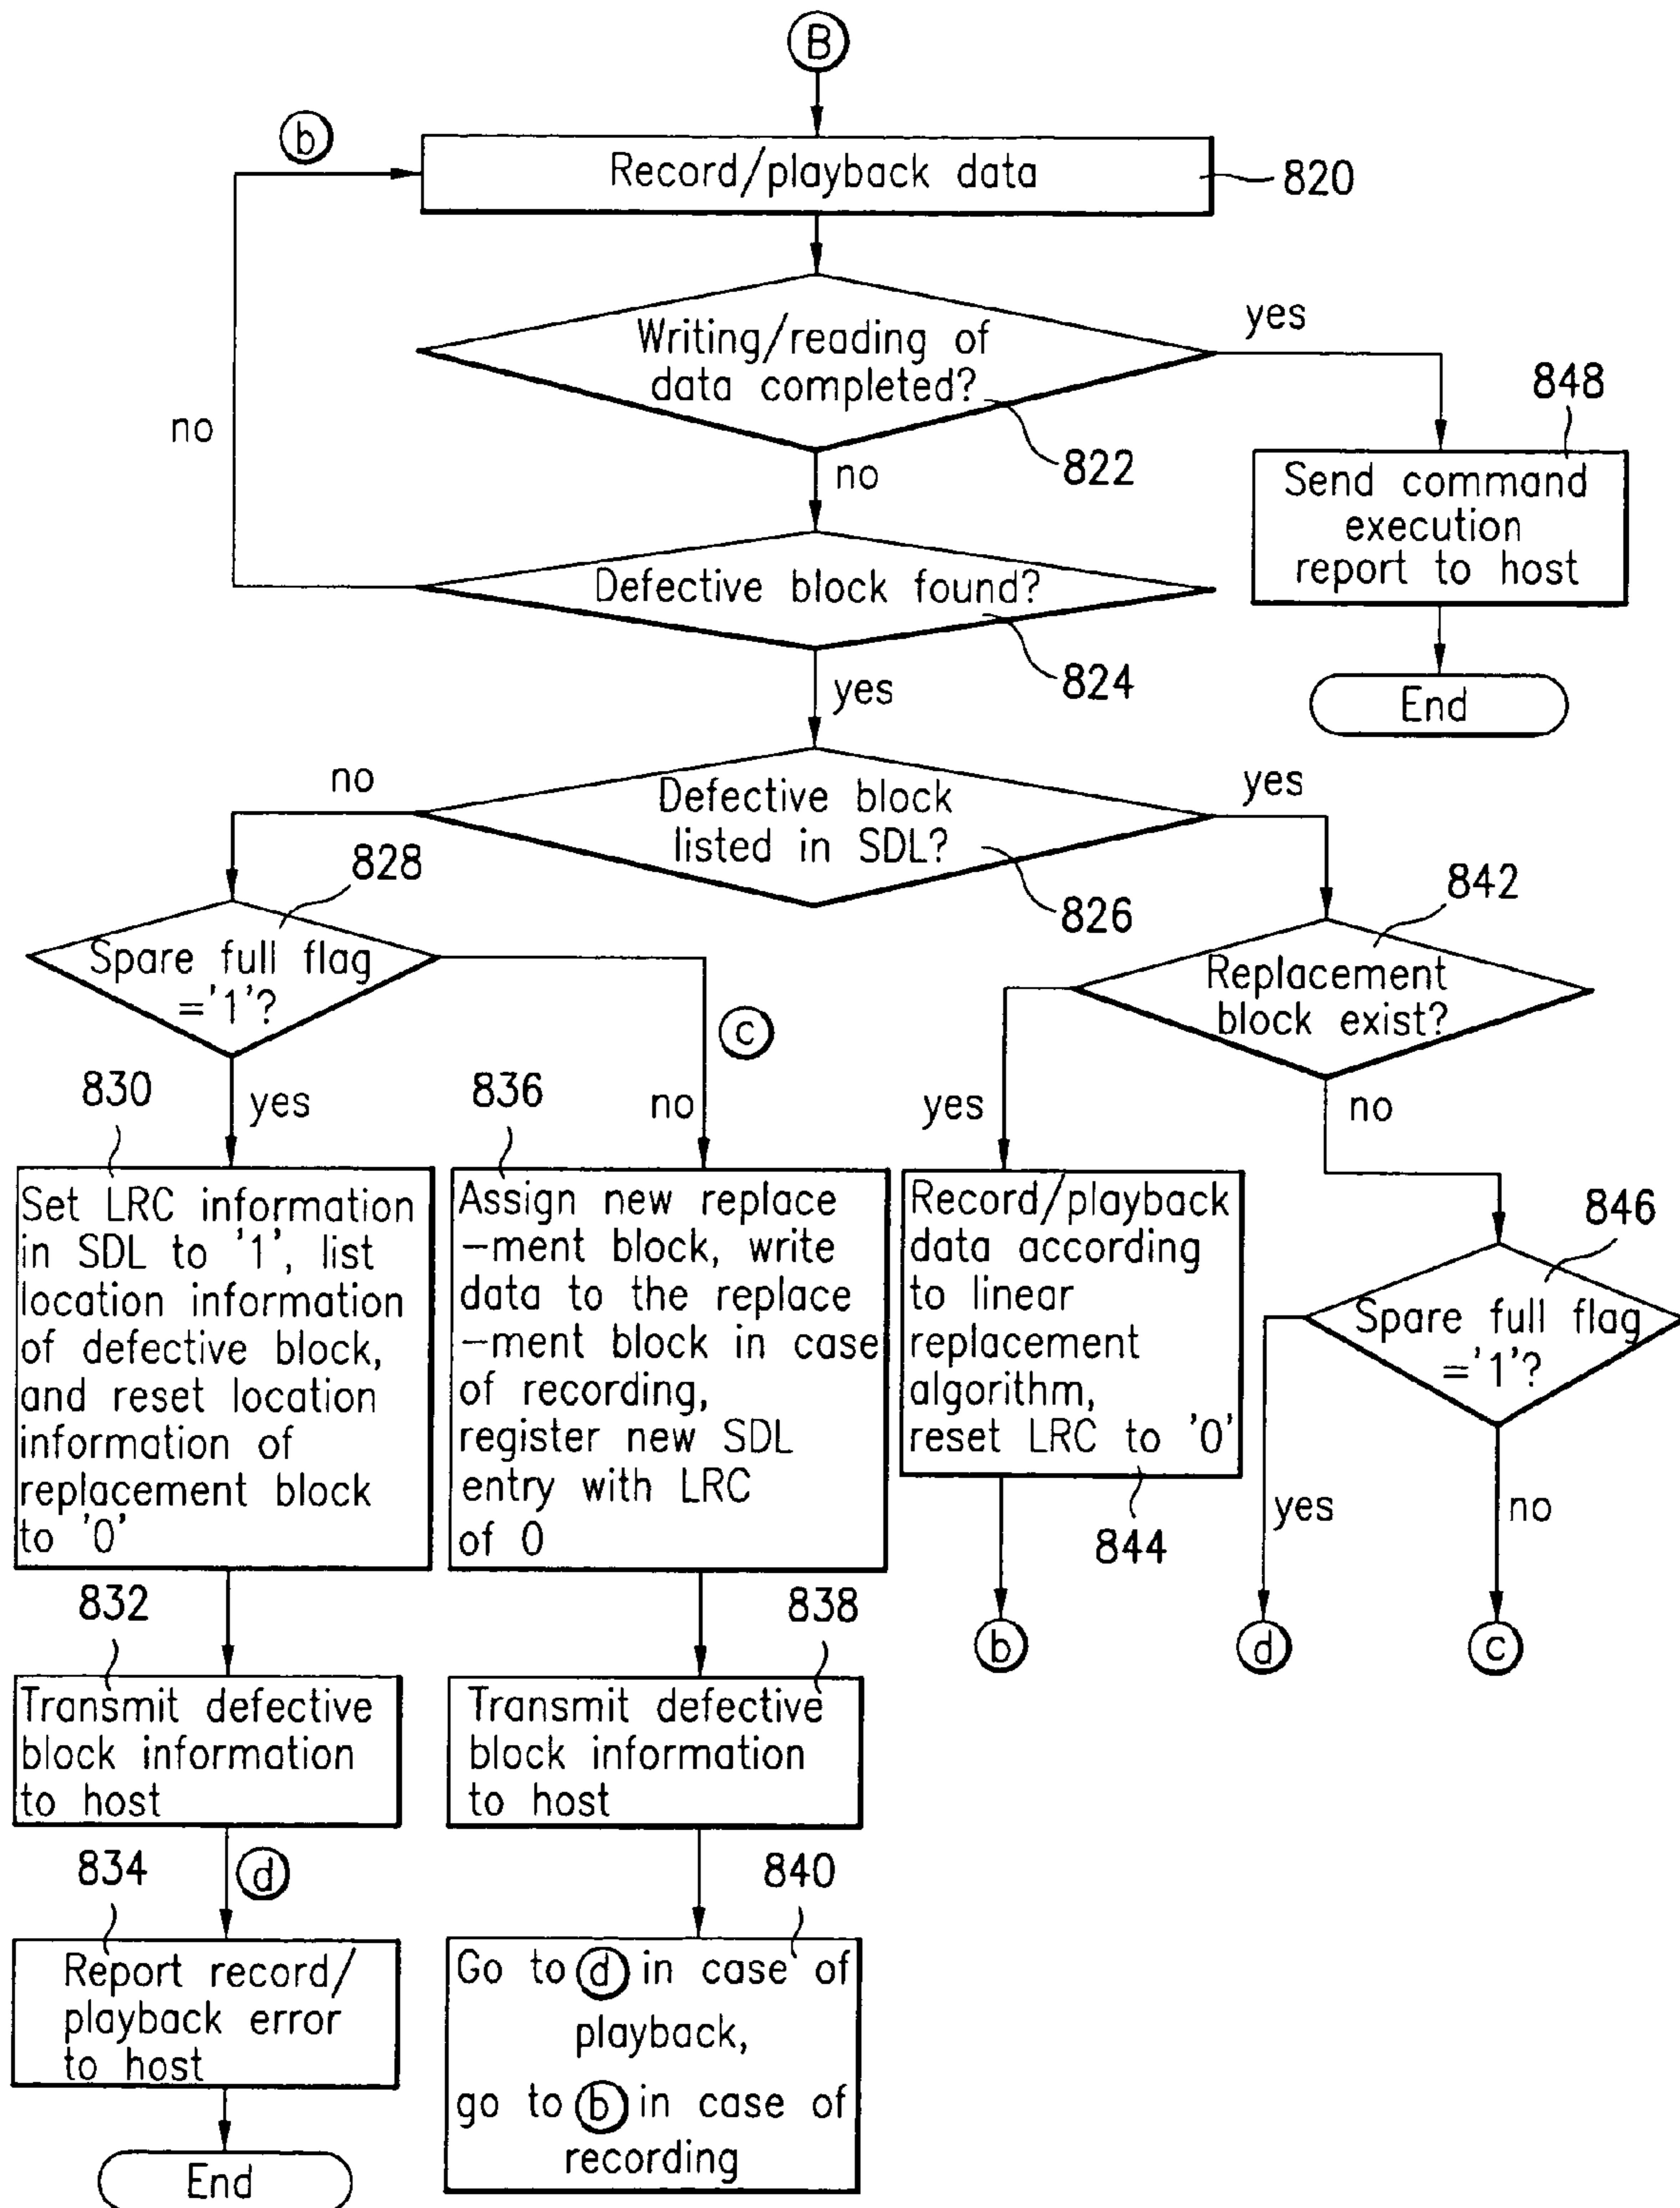 B
b
Record/playback data
820
Writing/reading of
data completed?
yes
822
848
no
no
Send command
execution
report to host
Defective block found?
824
End
yes
Defective block
listed in SDL?
no
yes
826
828
842
Spare full flag
='1'?
Replacement
block exist?
c
830
yes
836
no
yes
no
Set LRC information
in SDL to '1', list
location information
of defective block,
and reset location
information of
replacement block
to '0'
Assign new replace
-ment block, write
data to the replace
-ment block in case
of recording,
register new SDL
entry with LRC
of 0
Record/playback
data according
to linear
replacement
algorithm,
reset LRC to '0'
844
846
Spare full flag
='1'?
yes
no
b
d
c
832
838
Transmit defective
block information
to host
Transmit defective
block information
to host
834
d
840
Report record/
playback error
to host
Go to d in case of
playback,
go to b in case of
recording
End